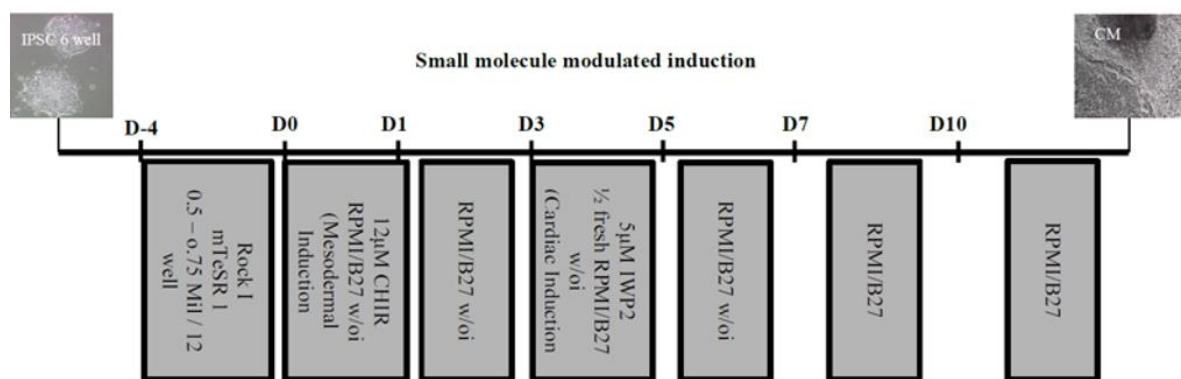 IPSC 6 well
CM
Small molecule modulated induction
D-4
D0
D1
D3
D5
D7
D10
Rock I
mTeSR 1
0.5 – o.75 Mil / 12
well
12μM CHIR
RPMI/B27 w/oi
(Mesodermal
Induction
RPMI/B27 w/oi
5μM IWP2
½ fresh RPMI/B27
w/oi
(Cardiac Induction
RPMI/B27 w/oi
RPMI/B27
RPMI/B27